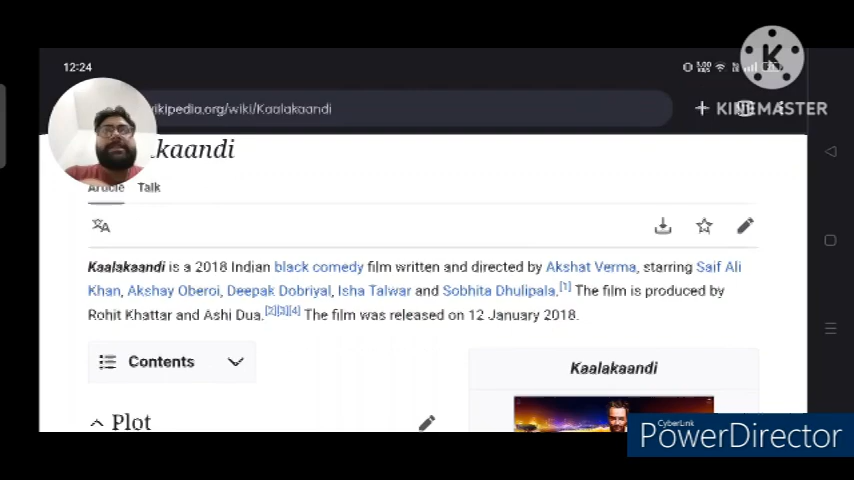 12:24
KINEMASTER
wikipedia.org/wiki/Kaalakaandi
kaandi
Article Talk
Kaalakaandi is a 2018 Indian black comedy film written and directed by Akshat Verma, starring Saif Ali
Khan, Akshay Oberoi, Deepak Dobriyal, Isha Talwar and Sobhita Dhulipala.[1] The film is produced by
Rohit Khattar and Ashi Dua.[2][3][4] The film was released on 12 January 2018.
Contents
Kaalakaandi
Plot
CyberLink
PowerDirector